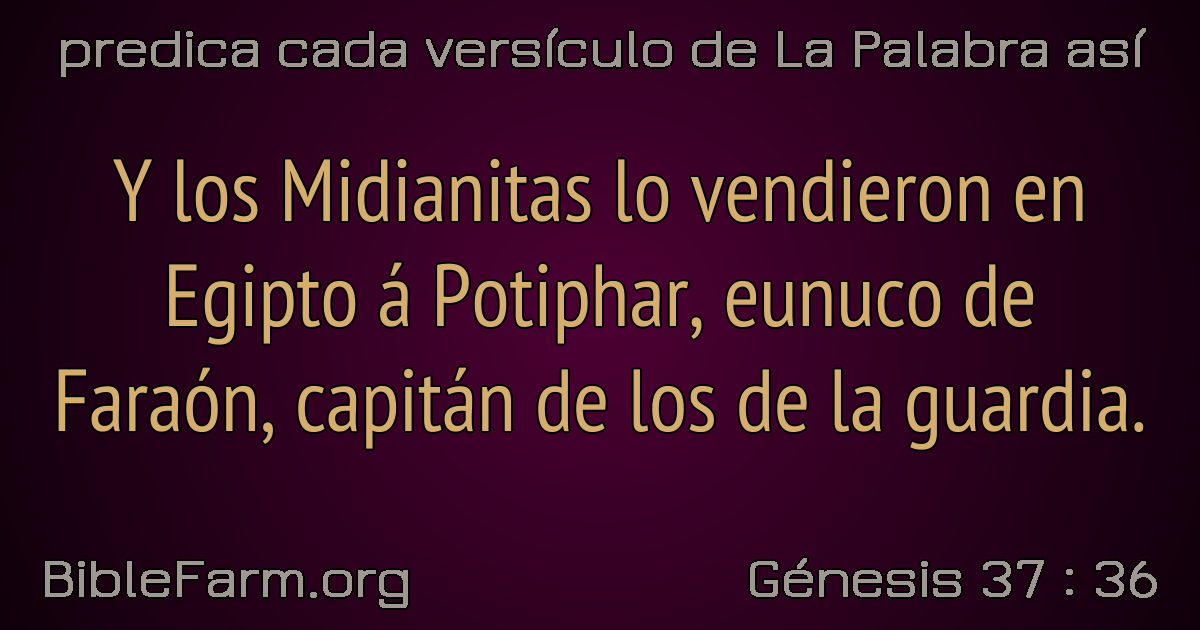 predica cada versículo de La Palabra así
Y los Midianitas lo vendieron en
Egipto á Potiphar, eunuco de
Faraón, capitán de los de la guardia.
BibleFarm.org
Génesis 37 : 36